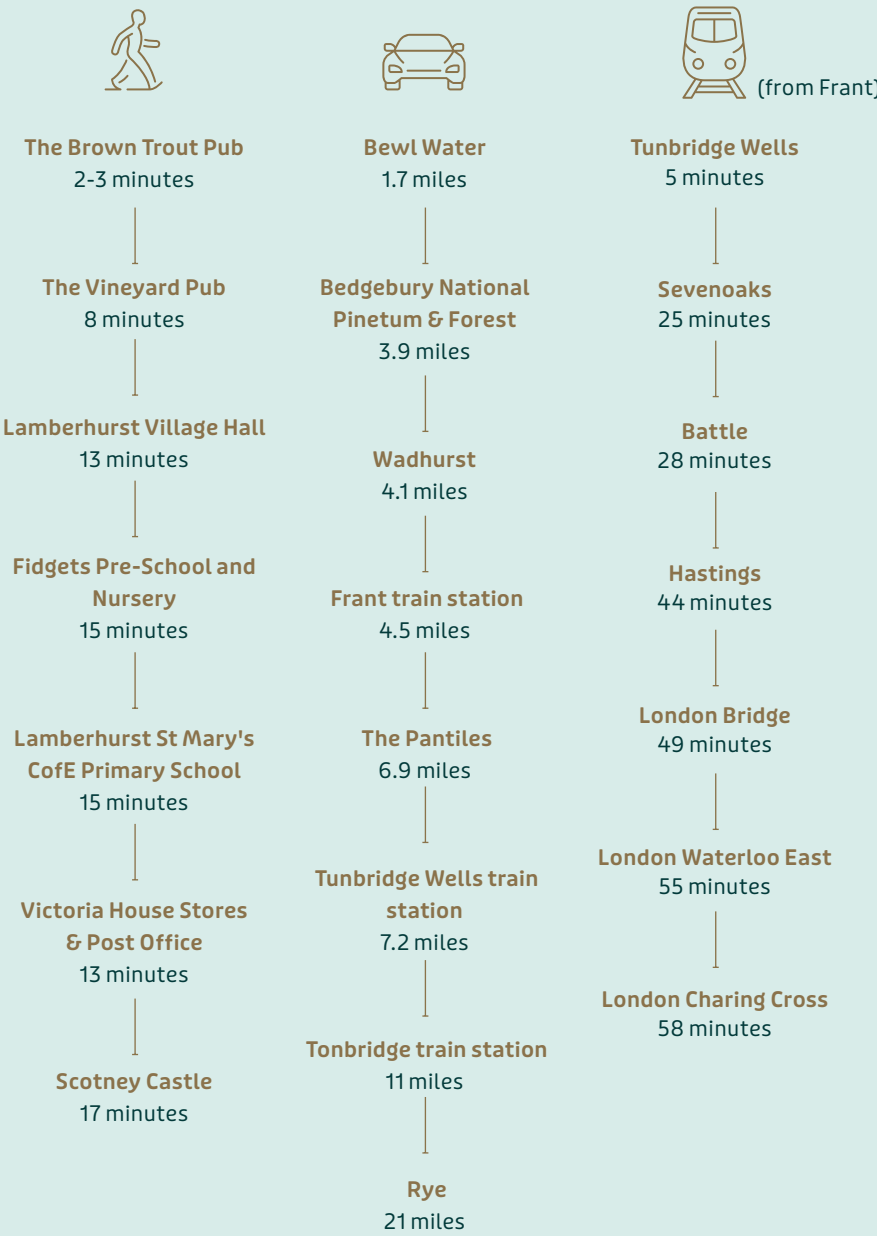 The Brown Trout Pub
2-3 minutes
The Vineyard Pub
8 minutes
Lamberhurst Village Hall
13 minutes
Fidgets Pre-School and
Nursery
15 minutes
Lamberhurst St Mary's
CofE Primary School
15 minutes
Victoria House Stores
& Post Office
13 minutes
Scotney Castle
17 minutes
Bewl Water
1.7 miles
Bedgebury National
Pinetum & Forest
3.9 miles
Wadhurst
4.1 miles
Frant train station
4.5 miles
The Pantiles
6.9 miles
Tunbridge Wells train
station
7.2 miles
Tonbridge train station
11 miles
Rye
21 miles
(from Frant)
Tunbridge Wells
5 minutes
Sevenoaks
25 minutes
Battle
28 minutes
Hastings
44 minutes
London Bridge
49 minutes
London Waterloo East
55 minutes
London Charing Cross
58 minutes